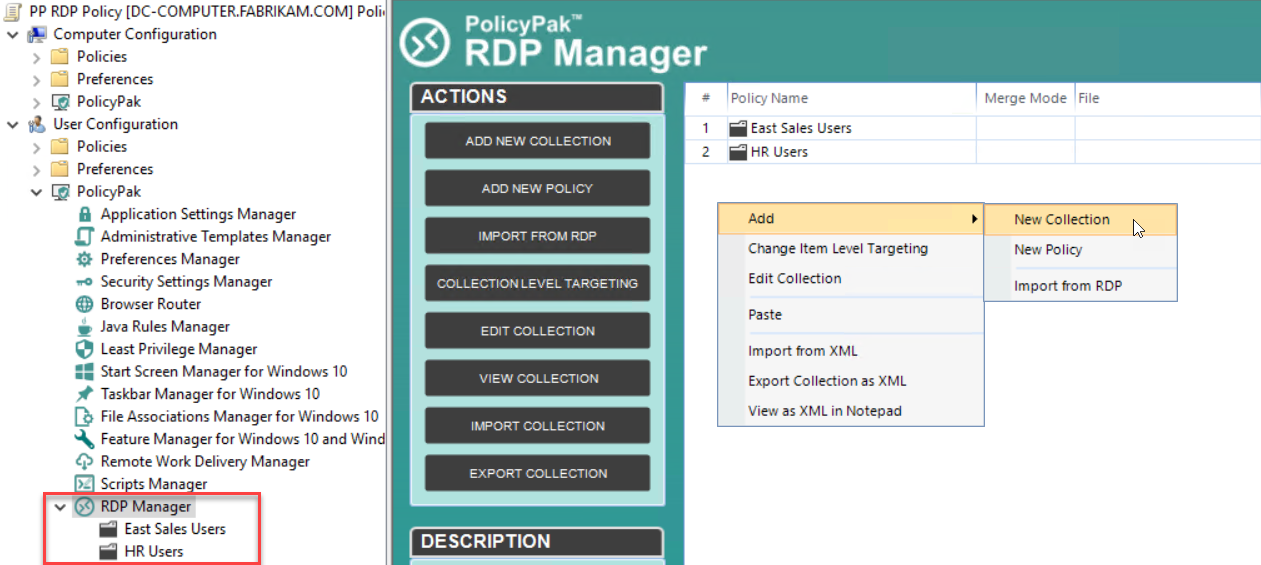 PP RDP Policy [DC-COMPUTER.FABRIKAM.COM] Poli
Computer Configuration
Policies
Preferences
PolicyPak
User Configuration
Policies
Preferences
PolicyPak
Application Settings Manager
Administrative Templates Manager
Preferences Manager
Security Settings Manager
Browser Router
Java Rules Manager
Least Privilege Manager
Start Screen Manager for Windows 10
Taskbar Manager for Windows 10
File Associations Manager for Windows 10
Feature Manager for Windows 10 and Wind
Remote Work Delivery Manager
Scripts Manager
RDP Manager
East Sales Users
HR Users
PolicyPak™
RDP Manager
ACTIONS
ADD NEW COLLECTION
ADD NEW POLICY
IMPORT FROM RDP
COLLECTION LEVEL TARGETING
EDIT COLLECTION
VIEW COLLECTION
IMPORT COLLECTION
EXPORT COLLECTION
DESCRIPTION
# Policy Name Merge Mode File
1 East Sales Users
2 HR Users
Add
Change Item Level Targeting
Edit Collection
Paste
Import from XML
Export Collection as XML
View as XML in Notepad
New Collection
New Policy
Import from RDP